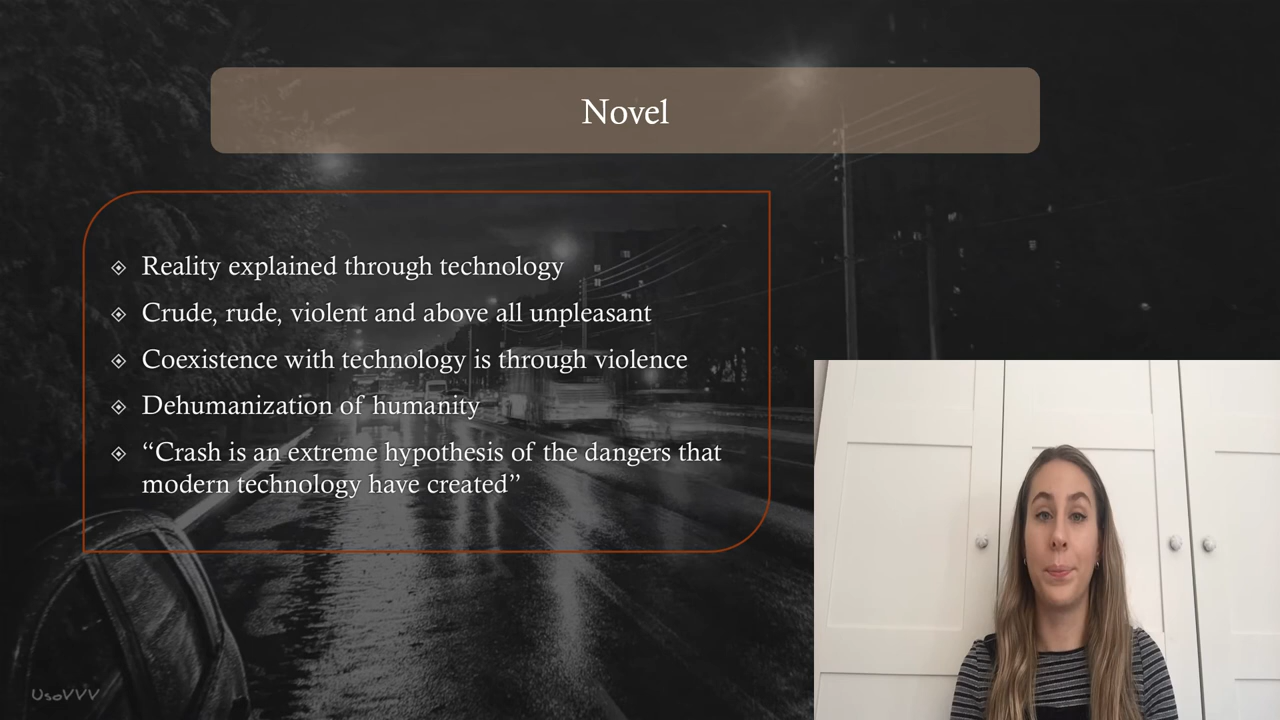 Novel
Reality explained through technology
Crude, rude, violent and above all unpleasant
Coexistence with technology is through violence
Dehumanization of humanity
“Crash is an extreme hypothesis of the dangers that
modern technology have created”
UsoVVV